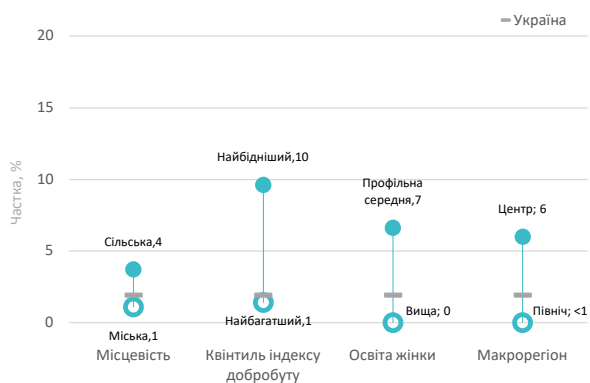 Україна
20
15
10
5
0
Частка, %
Найбідніший,10
Профільна
середня,7
Центр; 6
Сільська,4
Міська,1
Найбагатший,1
Вища; 0
Північ; <1
Місцевість
Квінтиль індексу
добробуту
Освіта жінки
Макрорегіон